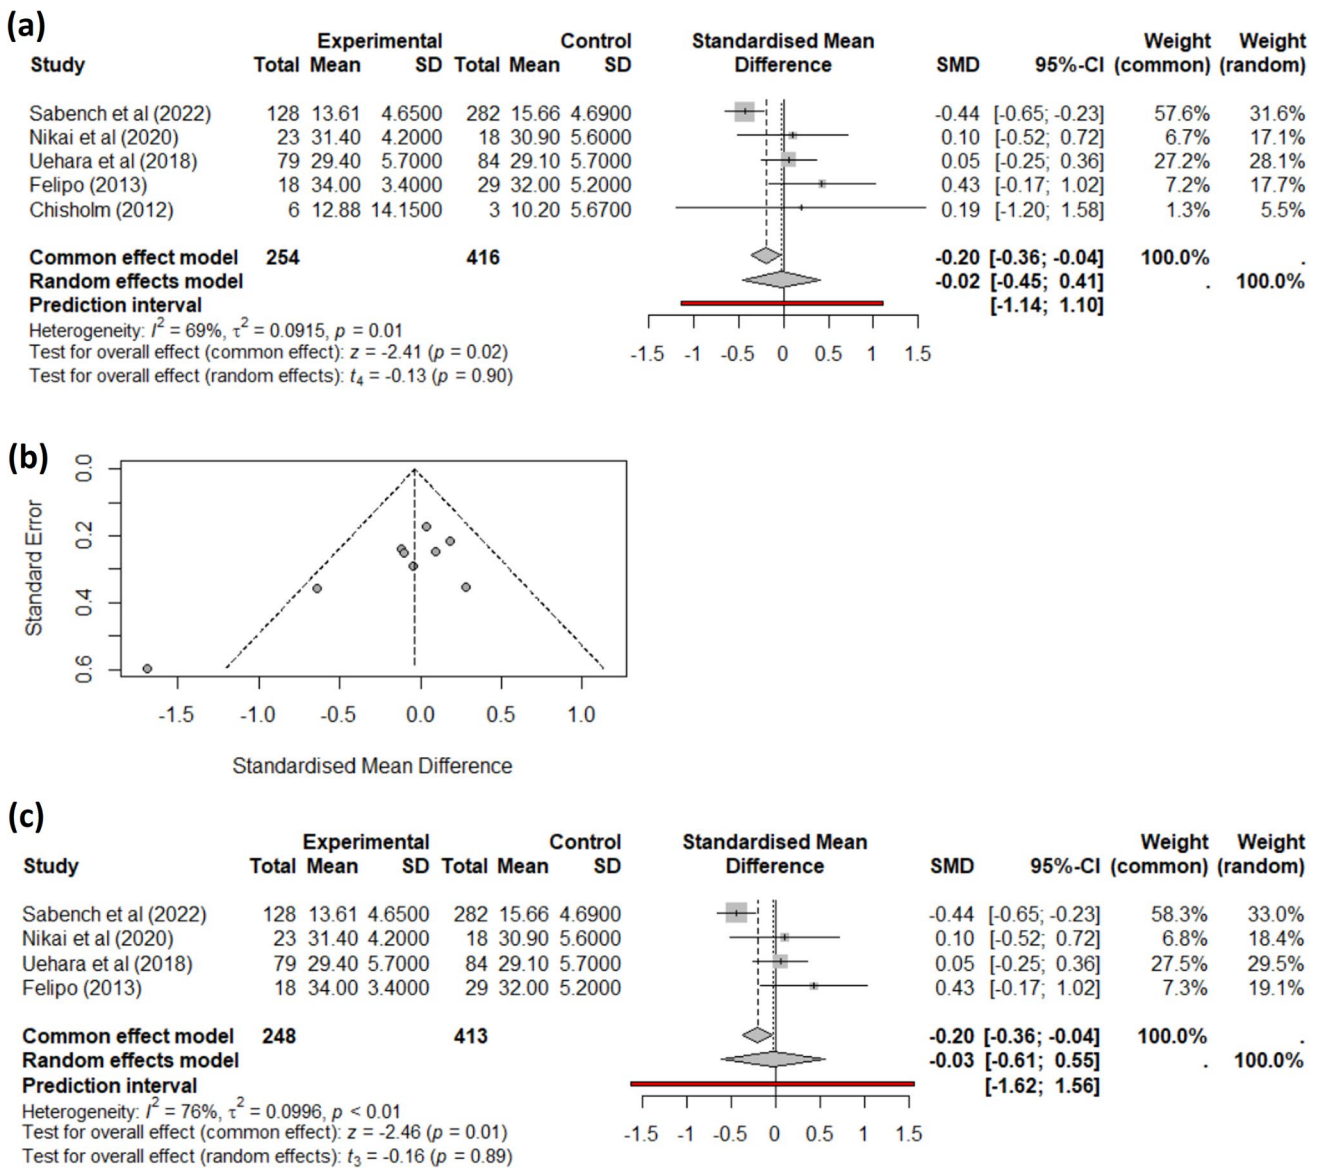 (a)
Experimental Control Standardised Mean Weight Weight
Study Total Mean SD Total Mean SD Difference SMD 95%-CI (common) (random)
Sabench et al (2022) 128 13.61 4.6500 282 15.66 4.6900 -0.44 [-0.65; -0.23] 57.6% 31.6%
Nikai et al (2020) 23 31.40 4.2000 18 30.90 5.6000 0.10 [-0.52; 0.72] 6.7% 17.1%
Uehara et al (2018) 79 29.40 5.7000 84 29.10 5.7000 0.05 [-0.25; 0.36] 27.2% 28.1%
Felipo (2013) 18 34.00 3.4000 29 32.00 5.2000 0.43 [-0.17; 1.02] 7.2% 17.7%
Chisholm (2012) 6 12.88 14.1500 3 10.20 5.6700 0.19 [-1.20; 1.58] 1.3% 5.5%
Common effect model 254 416 -0.20 [-0.36; -0.04] 100.0% .
Random effects model -0.02 [-0.45; 0.41] . 100.0%
Prediction interval [-1.14; 1.10]
Heterogeneity: I² = 69%, τ² = 0.0915, p = 0.01
Test for overall effect (common effect): z = -2.41 (p = 0.02)
-1.5 -1 -0.5 0 0.5 1 1.5
Test for overall effect (random effects): t₄ = -0.13 (p = 0.90)
(b)
Standard Error
0.0
0.2
0.4
0.6
-1.5 -1.0 -0.5 0.0 0.5 1.0
Standardised Mean Difference
(c)
Experimental Control Standardised Mean Weight Weight
Study Total Mean SD Total Mean SD Difference SMD 95%-CI (common) (random)
Sabench et al (2022) 128 13.61 4.6500 282 15.66 4.6900 -0.44 [-0.65; -0.23] 58.3% 33.0%
Nikai et al (2020) 23 31.40 4.2000 18 30.90 5.6000 0.10 [-0.52; 0.72] 6.8% 18.4%
Uehara et al (2018) 79 29.40 5.7000 84 29.10 5.7000 0.05 [-0.25; 0.36] 27.5% 29.5%
Felipo (2013) 18 34.00 3.4000 29 32.00 5.2000 0.43 [-0.17; 1.02] 7.3% 19.1%
Common effect model 248 413 -0.20 [-0.36; -0.04] 100.0% .
Random effects model -0.03 [-0.61; 0.55] . 100.0%
Prediction interval [-1.62; 1.56]
Heterogeneity: I² = 76%, τ² = 0.0996, p < 0.01
Test for overall effect (common effect): z = -2.46 (p = 0.01)
-1.5 -1 -0.5 0 0.5 1 1.5
Test for overall effect (random effects): t₃ = -0.16 (p = 0.89)